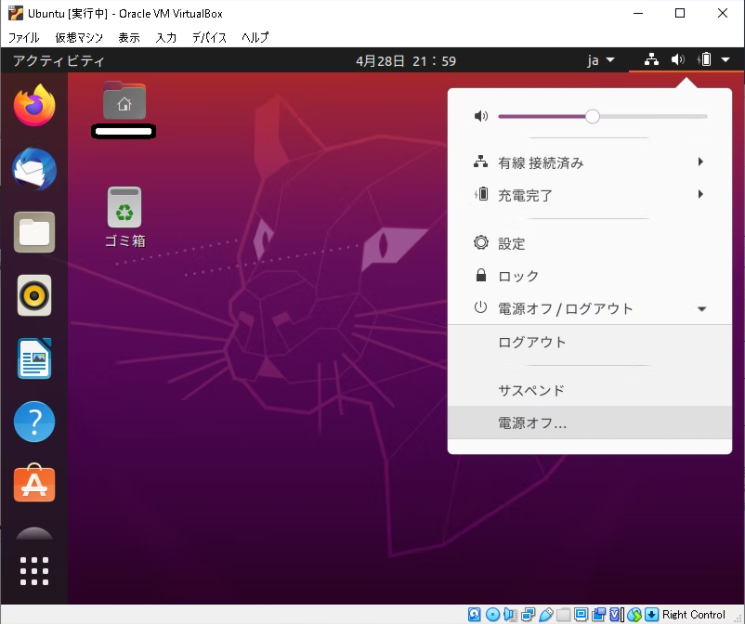 Ubuntu [実行中] - Oracle VM VirtualBox
ファイル 仮想マシン 表示 入力 デバイス ヘルプ
アクティビティ 4月28日 21：59 ja
有線 接続済み
充電完了
設定
ロック
電源オフ / ログアウト
ログアウト
サスペンド
電源オフ...
ゴミ箱
Right Control